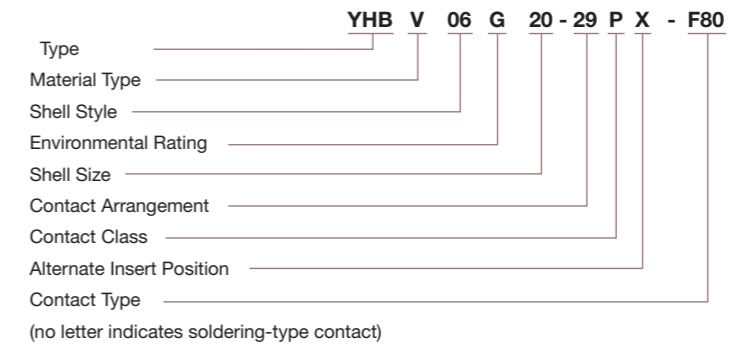 YHB V 06 G 20 - 29 P X - F80
Type
Material Type
Shell Style
Environmental Rating
Shell Size
Contact Arrangement
Contact Class
Alternate Insert Position
Contact Type
(no letter indicates soldering-type contact)